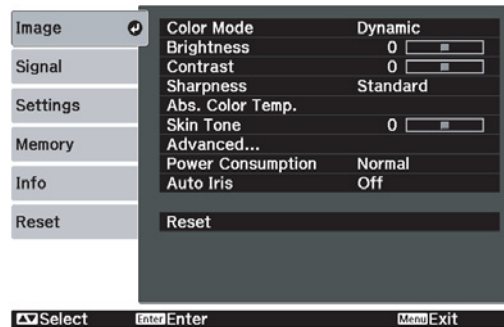 Image
Signal
Settings
Memory
Info
Reset
Color Mode Dynamic
Brightness 0
Contrast 0
Sharpness Standard
Abs. Color Temp.
Skin Tone 0
Advanced...
Power Consumption Normal
Auto Iris Off
Reset
Select Enter Enter Menu Exit